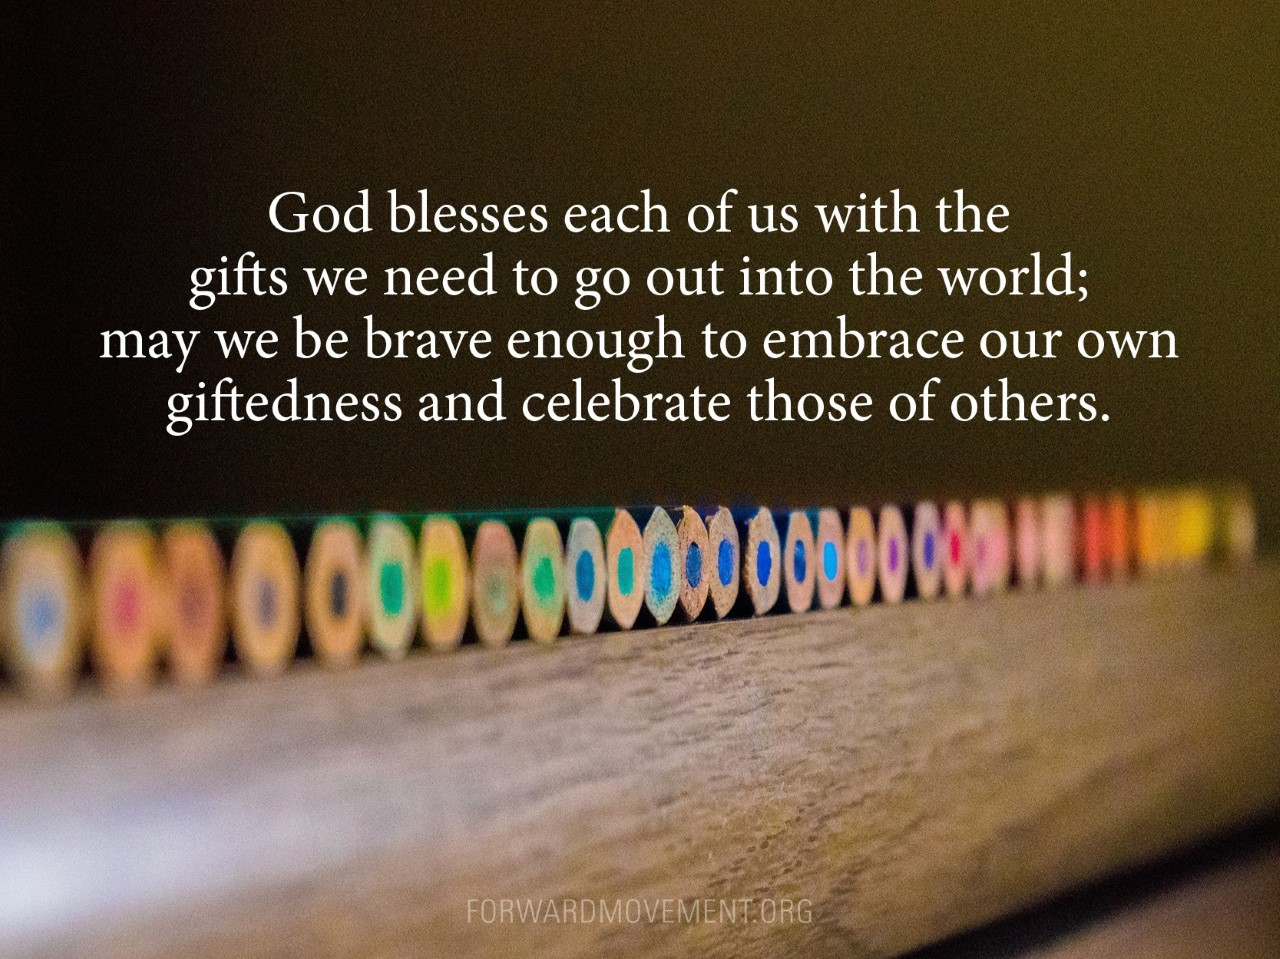 God blesses each of us with the
gifts we need to go out into the world;
may we be brave enough to embrace our own
giftedness and celebrate those of others.
FORWARDMOVEMENT.ORG